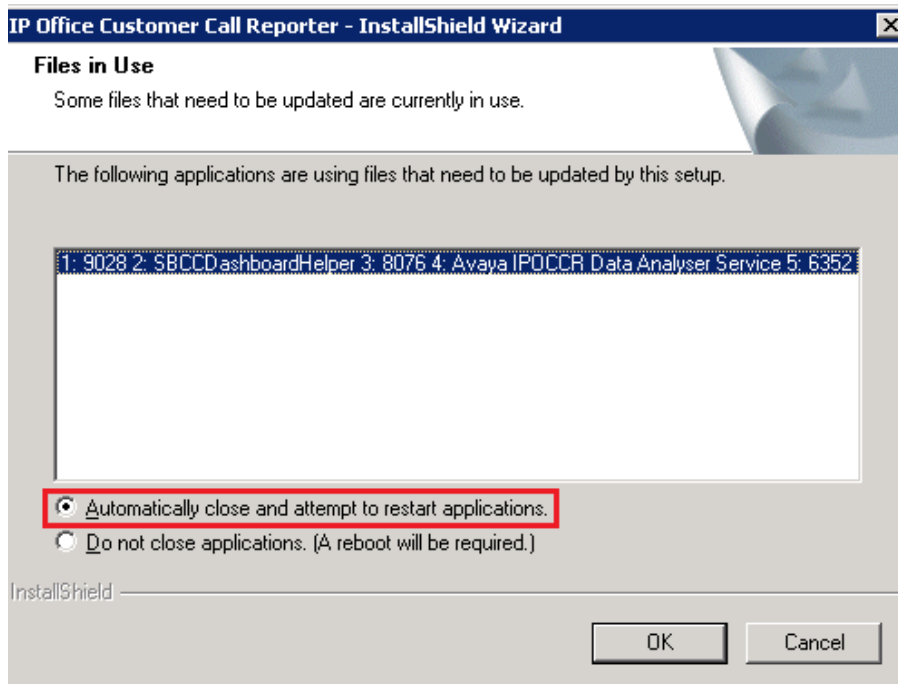 IP Office Customer Call Reporter - InstallShield Wizard
Files in Use
Some files that need to be updated are currently in use.
The following applications are using files that need to be updated by this setup.
1: 9028 2: SBCCDashboardHelper 3: 8076 4: Avaya IPOCCR Data Analyser Service 5: 6352
Automatically close and attempt to restart applications.
Do not close applications. (A reboot will be required.)
InstallShield
OK
Cancel